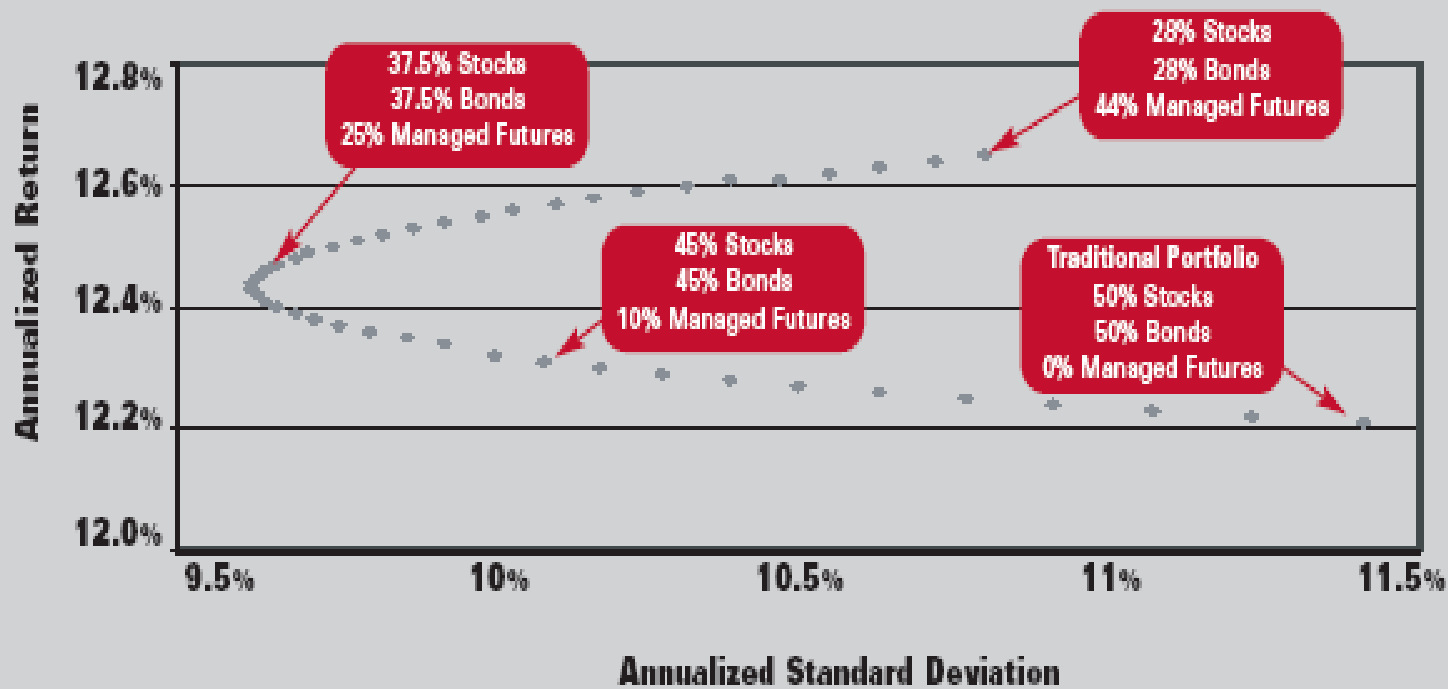 28% Stocks
28% Bonds
44% Managed Futures
37.5% Stocks
37.5% Bonds
25% Managed Futures
45% Stocks
45% Bonds
10% Managed Futures
Traditional Portfolio
50% Stocks
50% Bonds
0% Managed Futures
Annualized Return
12.8%
12.6%
12.4%
12.2%
12.0%
9.5% 10% 10.5% 11% 11.5%
Annualized Standard Deviation